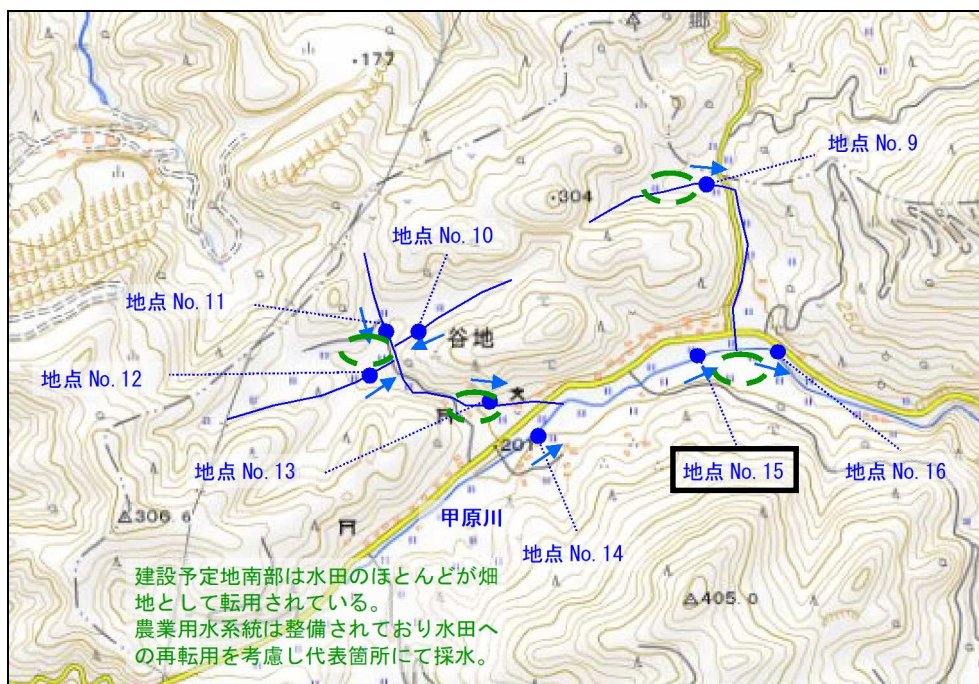 本郷
・177
地点 No. 9
・304
地点 No. 10
地点 No. 11
谷地
地点 No. 12
地点 No. 13
・201
地点 No. 15
地点 No. 16
甲原川
地点 No. 14
△306. 6
△405. 0
建設予定地南部は水田のほとんどが畑
地として転用されている。
農業用水系統は整備されており水田へ
の再転用を考慮し代表箇所にて採水。